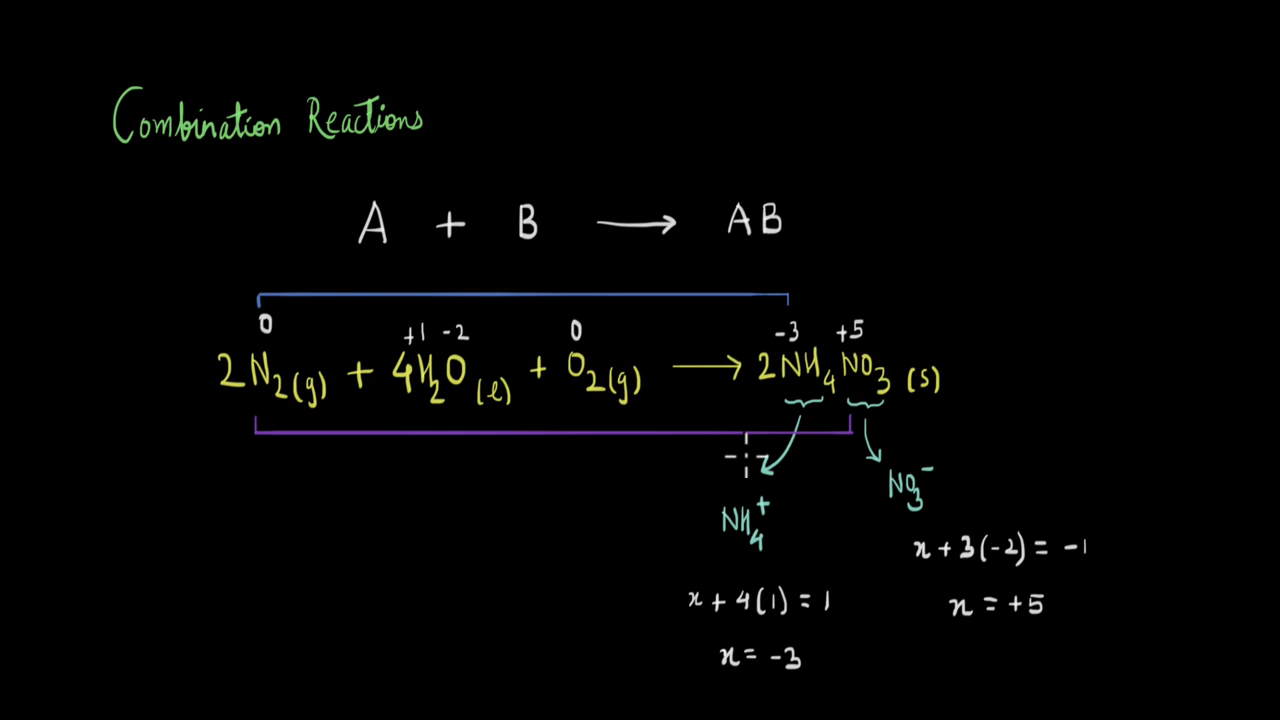 Combination Reactions
A + B ⟶ AB
0 +1 -2 0 -3 +5
2N₂(g) + 4H₂O(l) + O₂(g) ⟶ 2NH₄NO₃(s)
NO₃⁻
NH₄⁺
x + 3(-2) = -1
x + 4(1) = 1
x = +5
x = -3